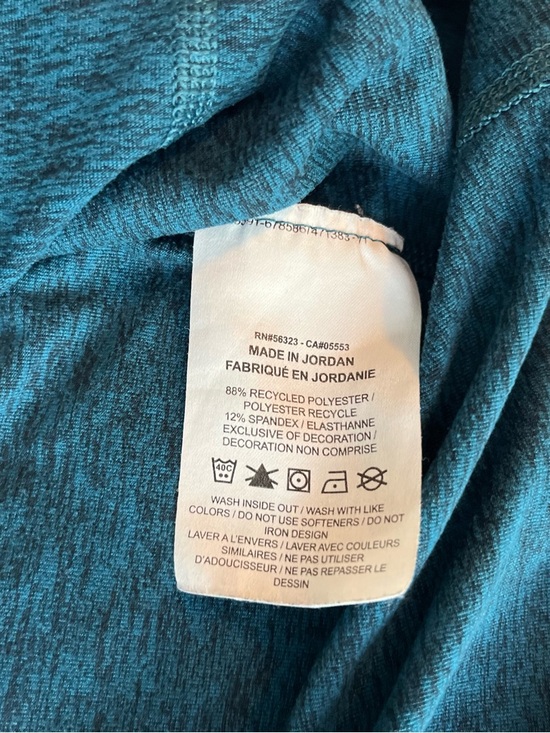 RN#56323 - CA#05553
MADE IN JORDAN
FABRIQUÉ EN JORDANIE
88% RECYCLED POLYESTER /
POLYESTER RECYCLE
12% SPANDEX / ELASTHANNE
EXCLUSIVE OF DECORATION /
DECORATION NON COMPRISE
40C
WASH INSIDE OUT / WASH WITH LIKE
COLORS / DO NOT USE SOFTENERS / DO NOT
IRON DESIGN
LAVER A L'ENVERS / LAVER AVEC COULEURS
SIMILAIRES / NE PAS UTILISER
D'ADOUCISSEUR / NE PAS REPASSER LE
DESSIN